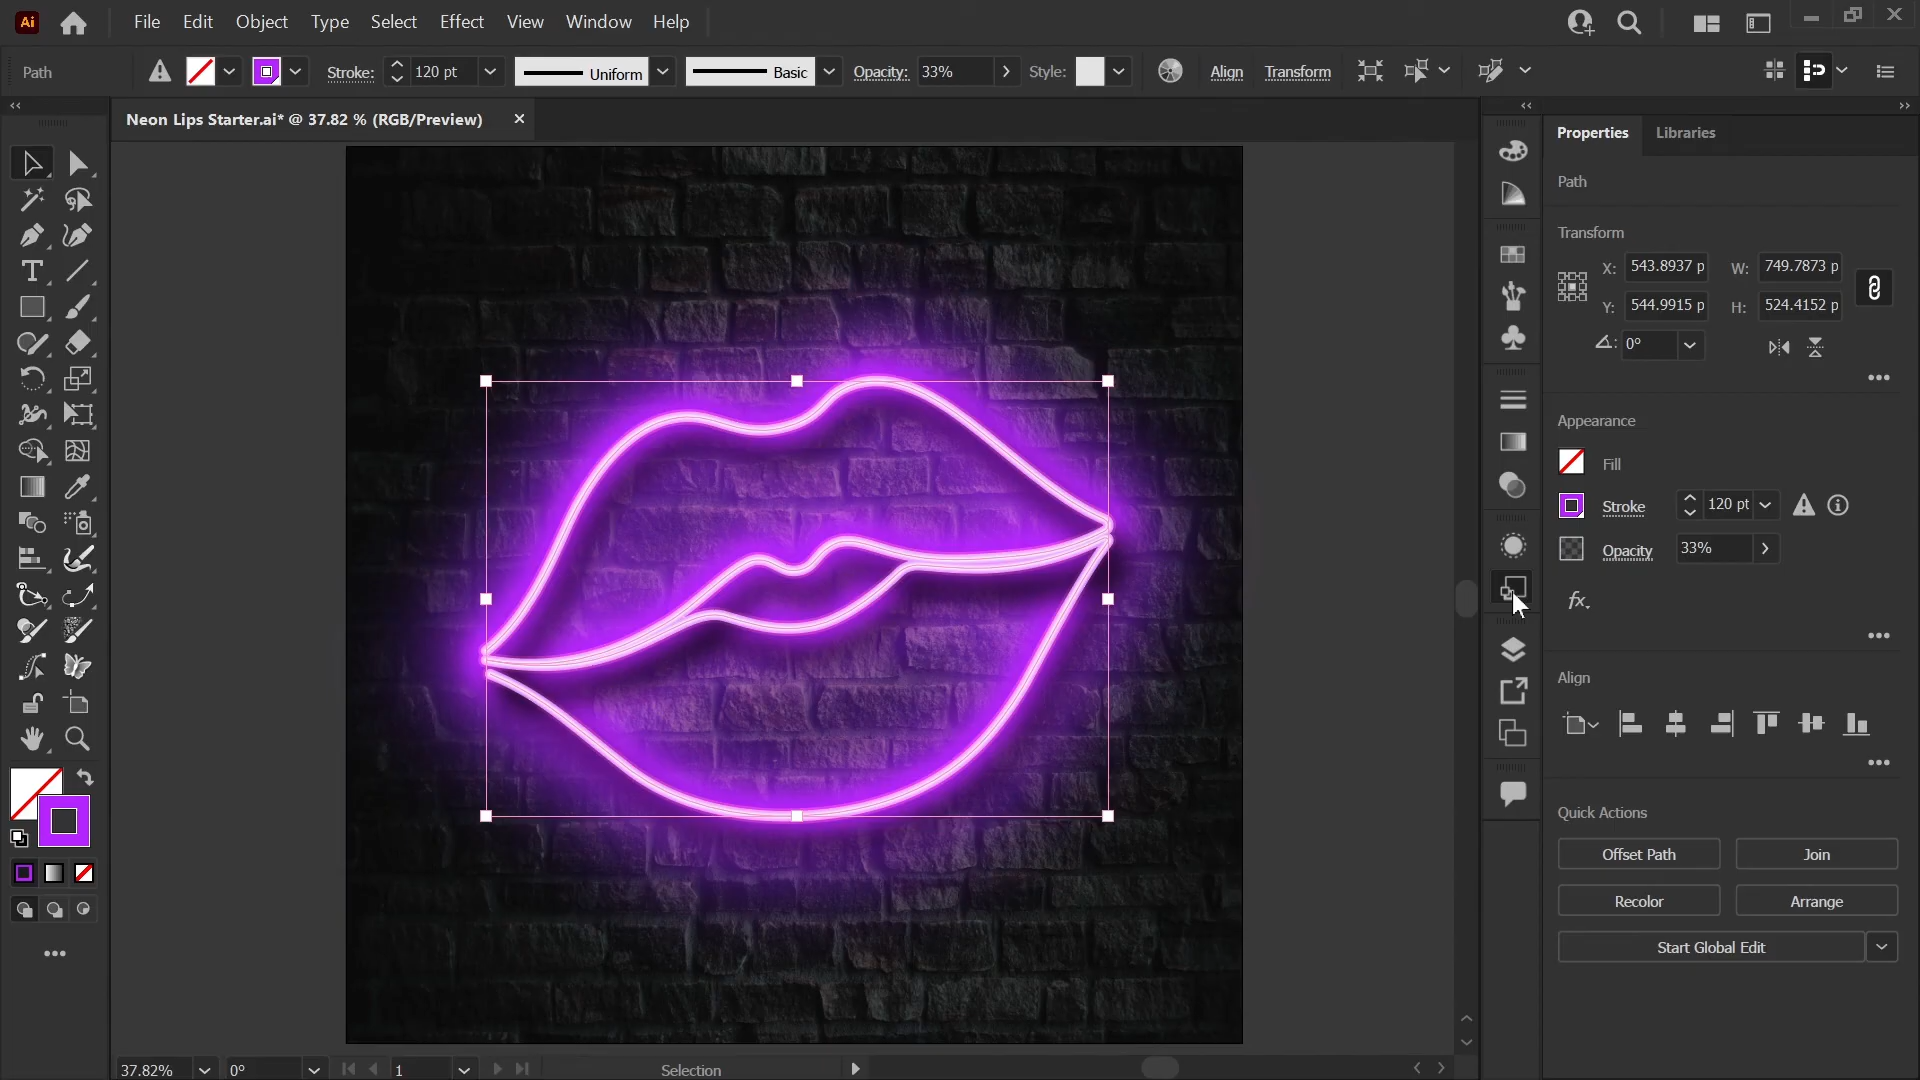 Ai File Edit Object Type Select Effect View Window Help
Path Stroke: 120 pt Uniform Basic Opacity: 33% Style: Align Transform
Neon Lips Starter.ai* @ 37.82 % (RGB/Preview) ×
Properties Libraries
Path
Transform
X: 543.8937 p W: 749.7873 p
Y: 544.9915 p H: 524.4152 p
0°
Appearance
Fill
Stroke 120 pt
Opacity 33%
fx.
Align
Quick Actions
Offset Path Join
Recolor Arrange
Start Global Edit
37.82% 0° 1 Selection